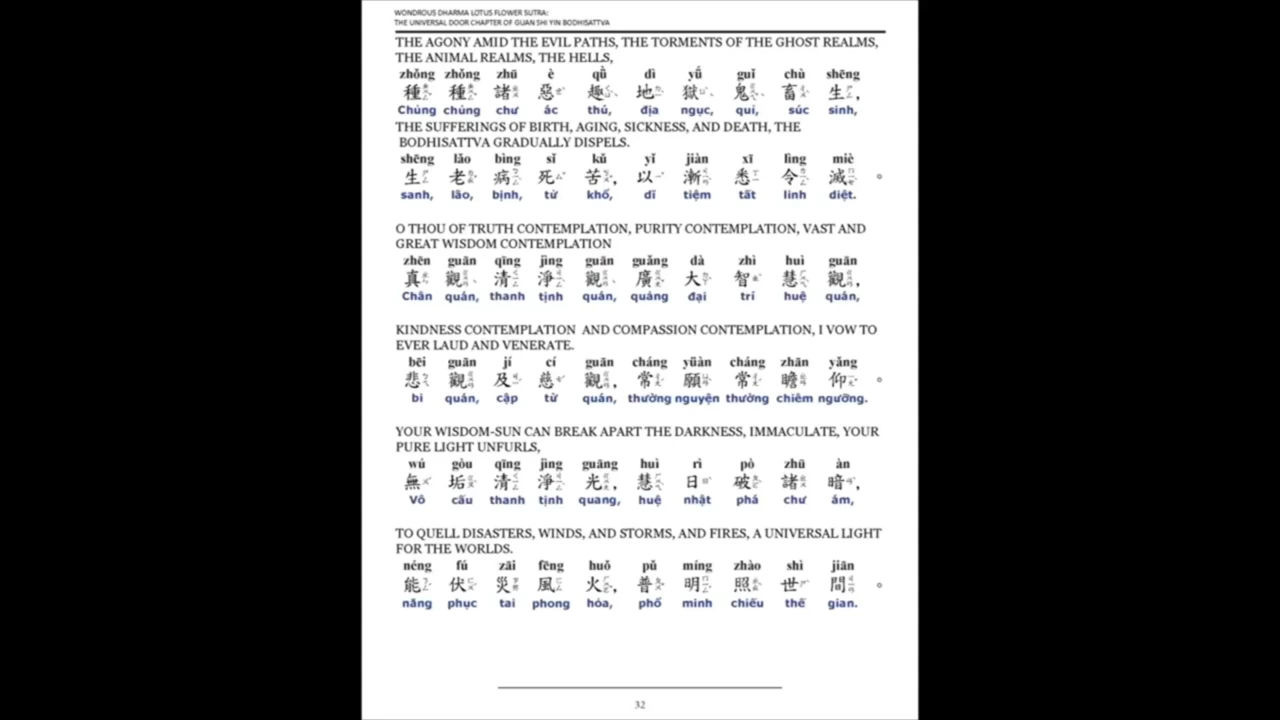 WONDROUS DHARMA LOTUS FLOWER SUTRA:
THE UNIVERSAL DOOR CHAPTER OF GUAN SHI YIN BODHISATTVA
THE AGONY AMID THE EVIL PATHS, THE TORMENTS OF THE GHOST REALMS,
THE ANIMAL REALMS, THE HELLS,
zhǒng zhǒng zhū è qǜ dì yǘ guǐ chù shēng
種種諸惡趣、地獄、鬼、畜生，
Chủng chủng chư ác thú, địa ngục, quỉ, súc sinh,
THE SUFFERINGS OF BIRTH, AGING, SICKNESS, AND DEATH, THE
BODHISATTVA GRADUALLY DISPELS.
shēng lǎo bìng sǐ kǔ yǐ jiàn xī lìng miè
生老病死苦，以漸悉令滅。
sanh, lão, bịnh, tử khổ, dĩ tiệm tất linh diệt.
O THOU OF TRUTH CONTEMPLATION, PURITY CONTEMPLATION, VAST AND
GREAT WISDOM CONTEMPLATION
zhēn guān qīng jìng guān guǎng dà zhì huì guān
真觀、清淨觀、廣大智慧觀，
Chân quán, thanh tịnh quán, quảng đại trí huệ quán,
KINDNESS CONTEMPLATION AND COMPASSION CONTEMPLATION, I VOW TO
EVER LAUD AND VENERATE.
bēi guān jí cí guān cháng yüàn cháng zhān yǎng
悲觀及慈觀，常願常瞻仰。
bi quán, cập từ quán, thường nguyện thường chiêm ngưỡng.
YOUR WISDOM-SUN CAN BREAK APART THE DARKNESS, IMMACULATE, YOUR
PURE LIGHT UNFURLS,
wú gòu qīng jìng guāng huì rì pò zhū àn
無垢清淨光，慧日破諸暗，
Vô cấu thanh tịnh quang, huệ nhật phá chư ám,
TO QUELL DISASTERS, WINDS, AND STORMS, AND FIRES, A UNIVERSAL LIGHT
FOR THE WORLDS.
néng fú zāi fēng huǒ pǔ míng zhào shì jiān
能伏災風火，普明照世間。
năng phục tai phong hỏa, phổ minh chiếu thế gian.
32